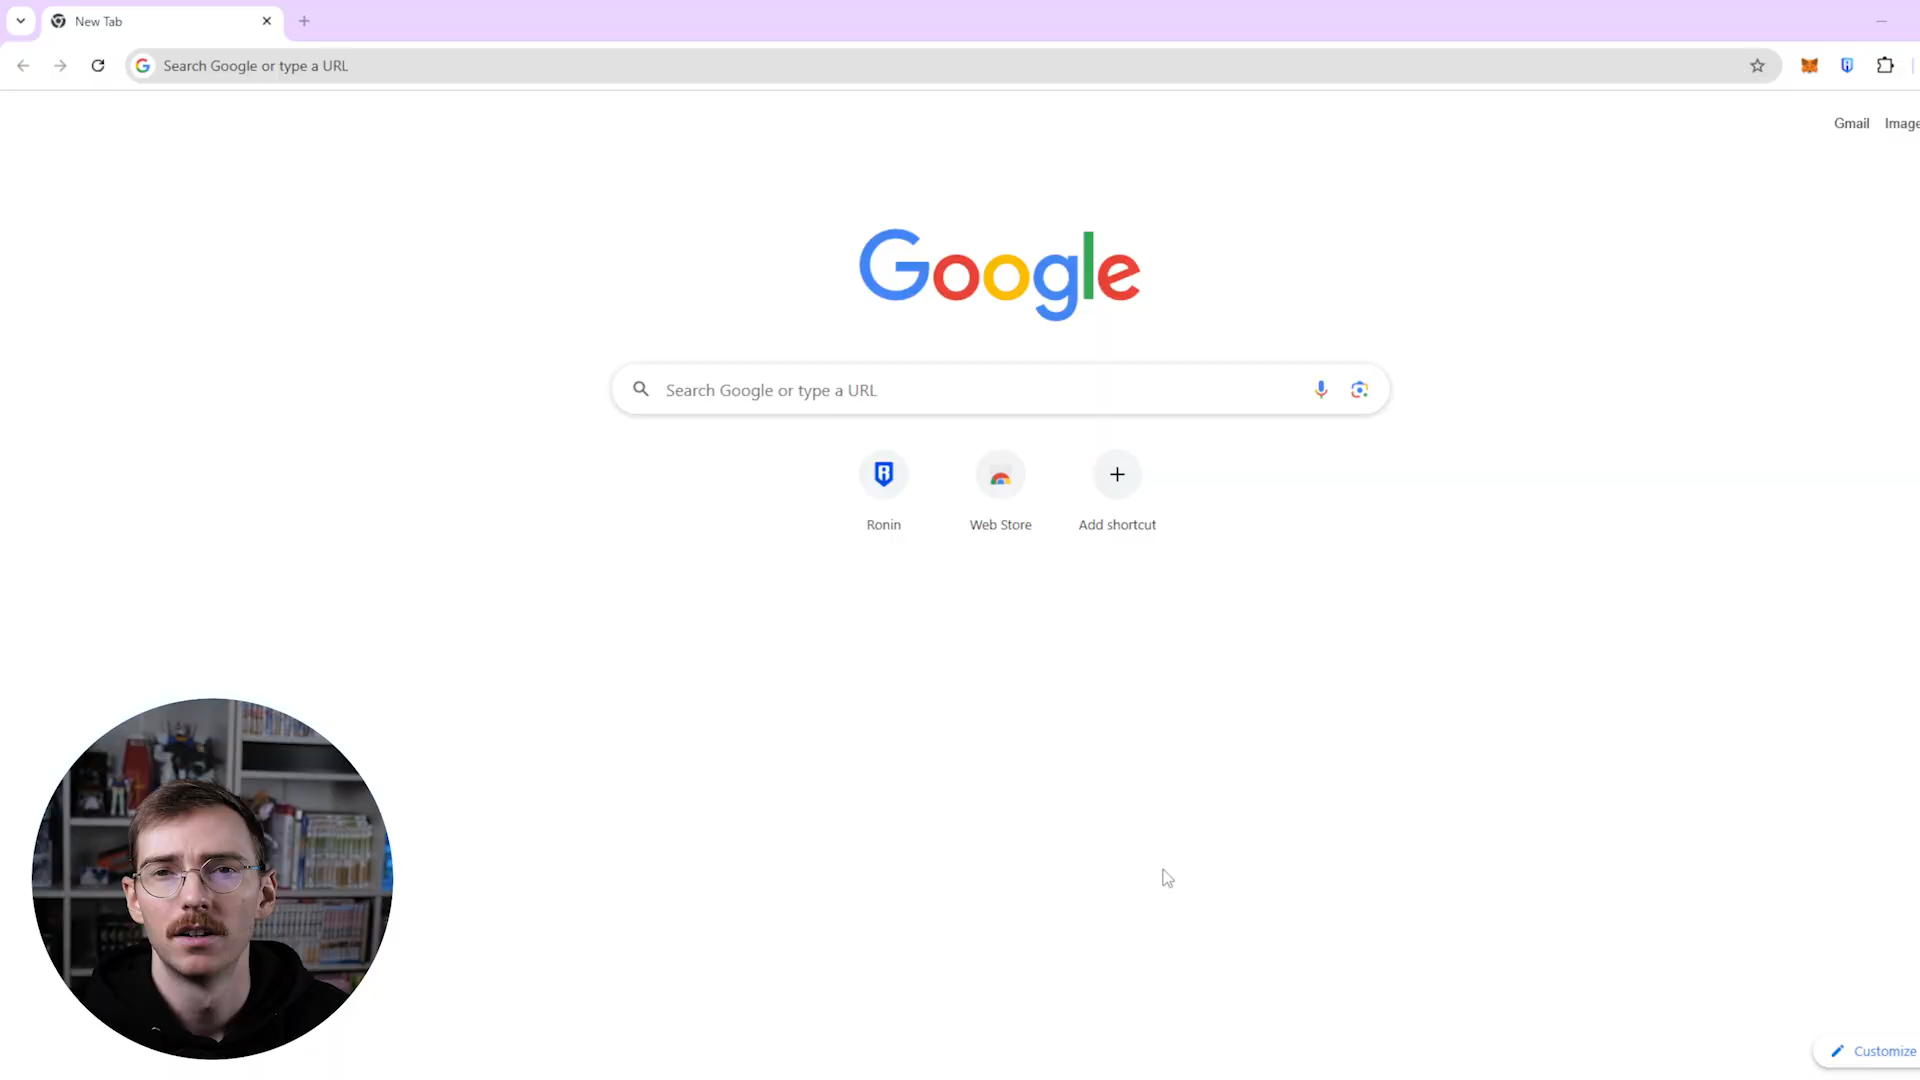 New Tab
Search Google or type a URL
Gmail Image
Google
Search Google or type a URL
Ronin Web Store Add shortcut
Customize